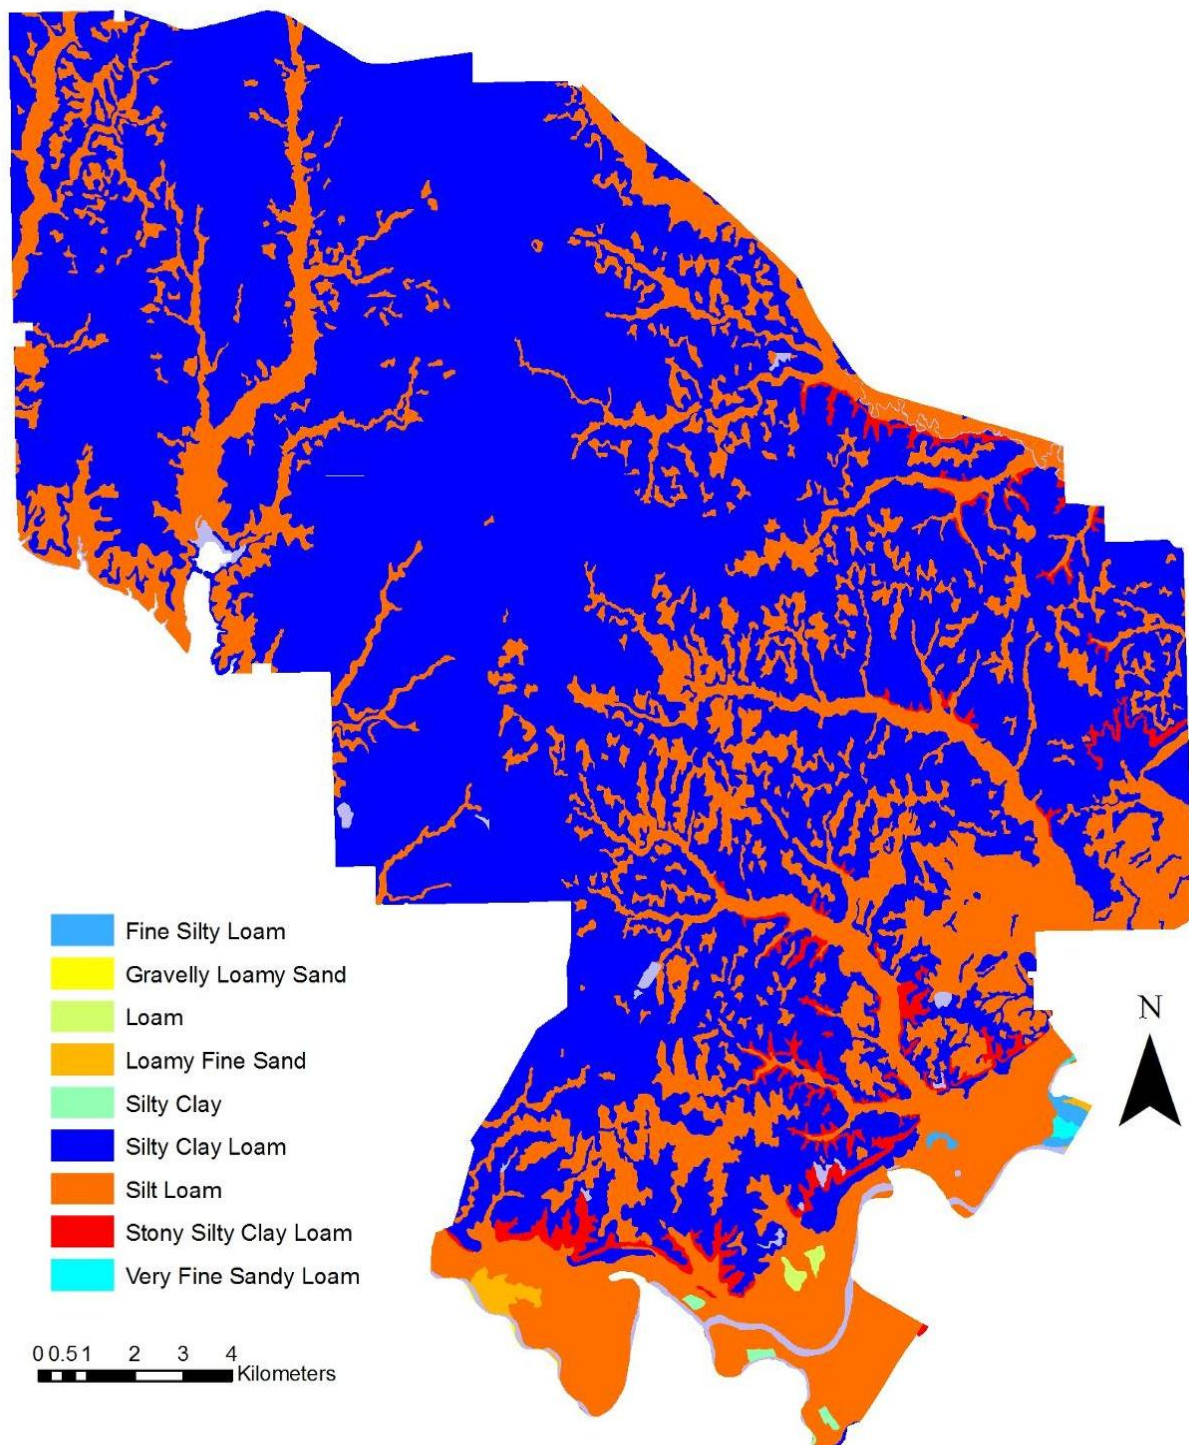 Fine Silty Loam
Gravelly Loamy Sand
Loam
Loamy Fine Sand
Silty Clay
Silty Clay Loam
Silt Loam
Stony Silty Clay Loam
Very Fine Sandy Loam
N
0 0.5 1 2 3 4
Kilometers